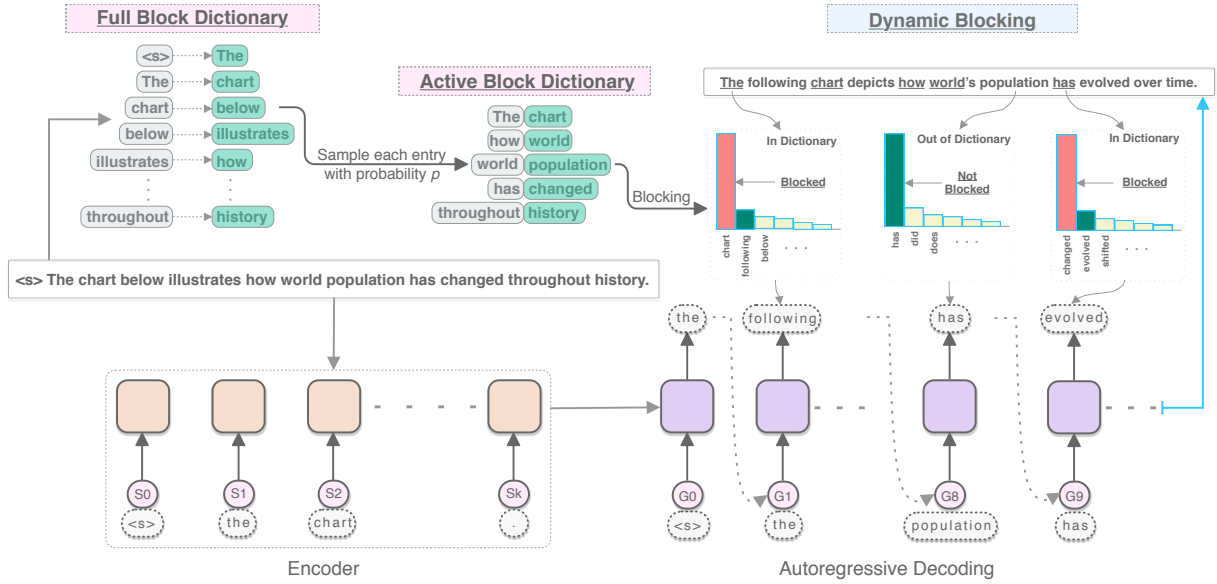 Full Block Dictionary
<s> The
The chart
chart below
below illustrates
illustrates how
throughout history
Sample each entry
with probability p
Active Block Dictionary
The chart
how world
world population
has changed
throughout history
Blocking
Dynamic Blocking
The following chart depicts how world's population has evolved over time.
In Dictionary
Blocked
chart
following
below
. . .
Out of Dictionary
Not
Blocked
has
did
does
. . .
In Dictionary
Blocked
changed
evolved
shifted
. . .
<s> The chart below illustrates how world population has changed throughout history.
the following has evolved
S0 S1 S2 Sk
<s> the chart .
G0 G1 G8 G9
<s> the population has
Encoder
Autoregressive Decoding